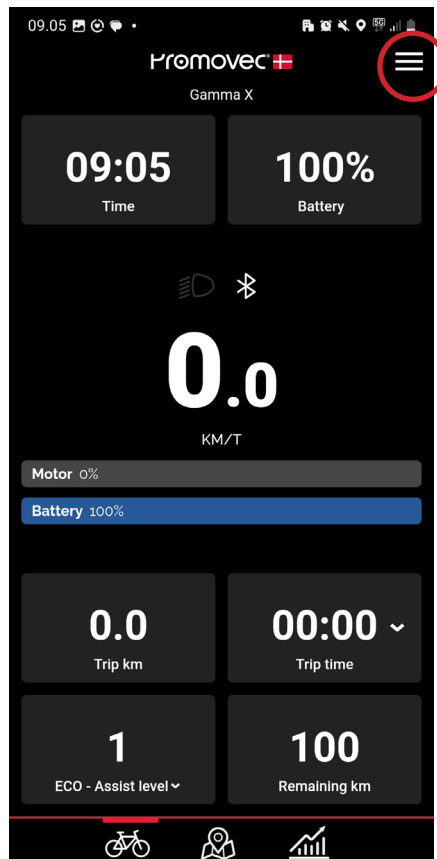 09.05
5G
Promovec
Gamma X
09:05
100%
Time
Battery
0.0
KM/T
Motor 0%
Battery 100%
0.0
00:00
Trip km
Trip time
1
100
ECO - Assist level
Remaining km